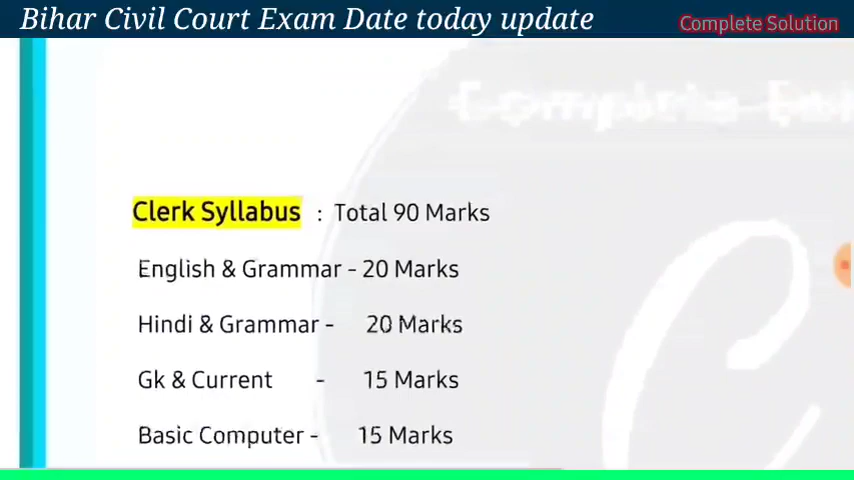 Bihar Civil Court Exam Date today update
Complete Solution
Clerk Syllabus : Total 90 Marks
English & Grammar - 20 Marks
Hindi & Grammar - 20 Marks
Gk & Current - 15 Marks
Basic Computer - 15 Marks